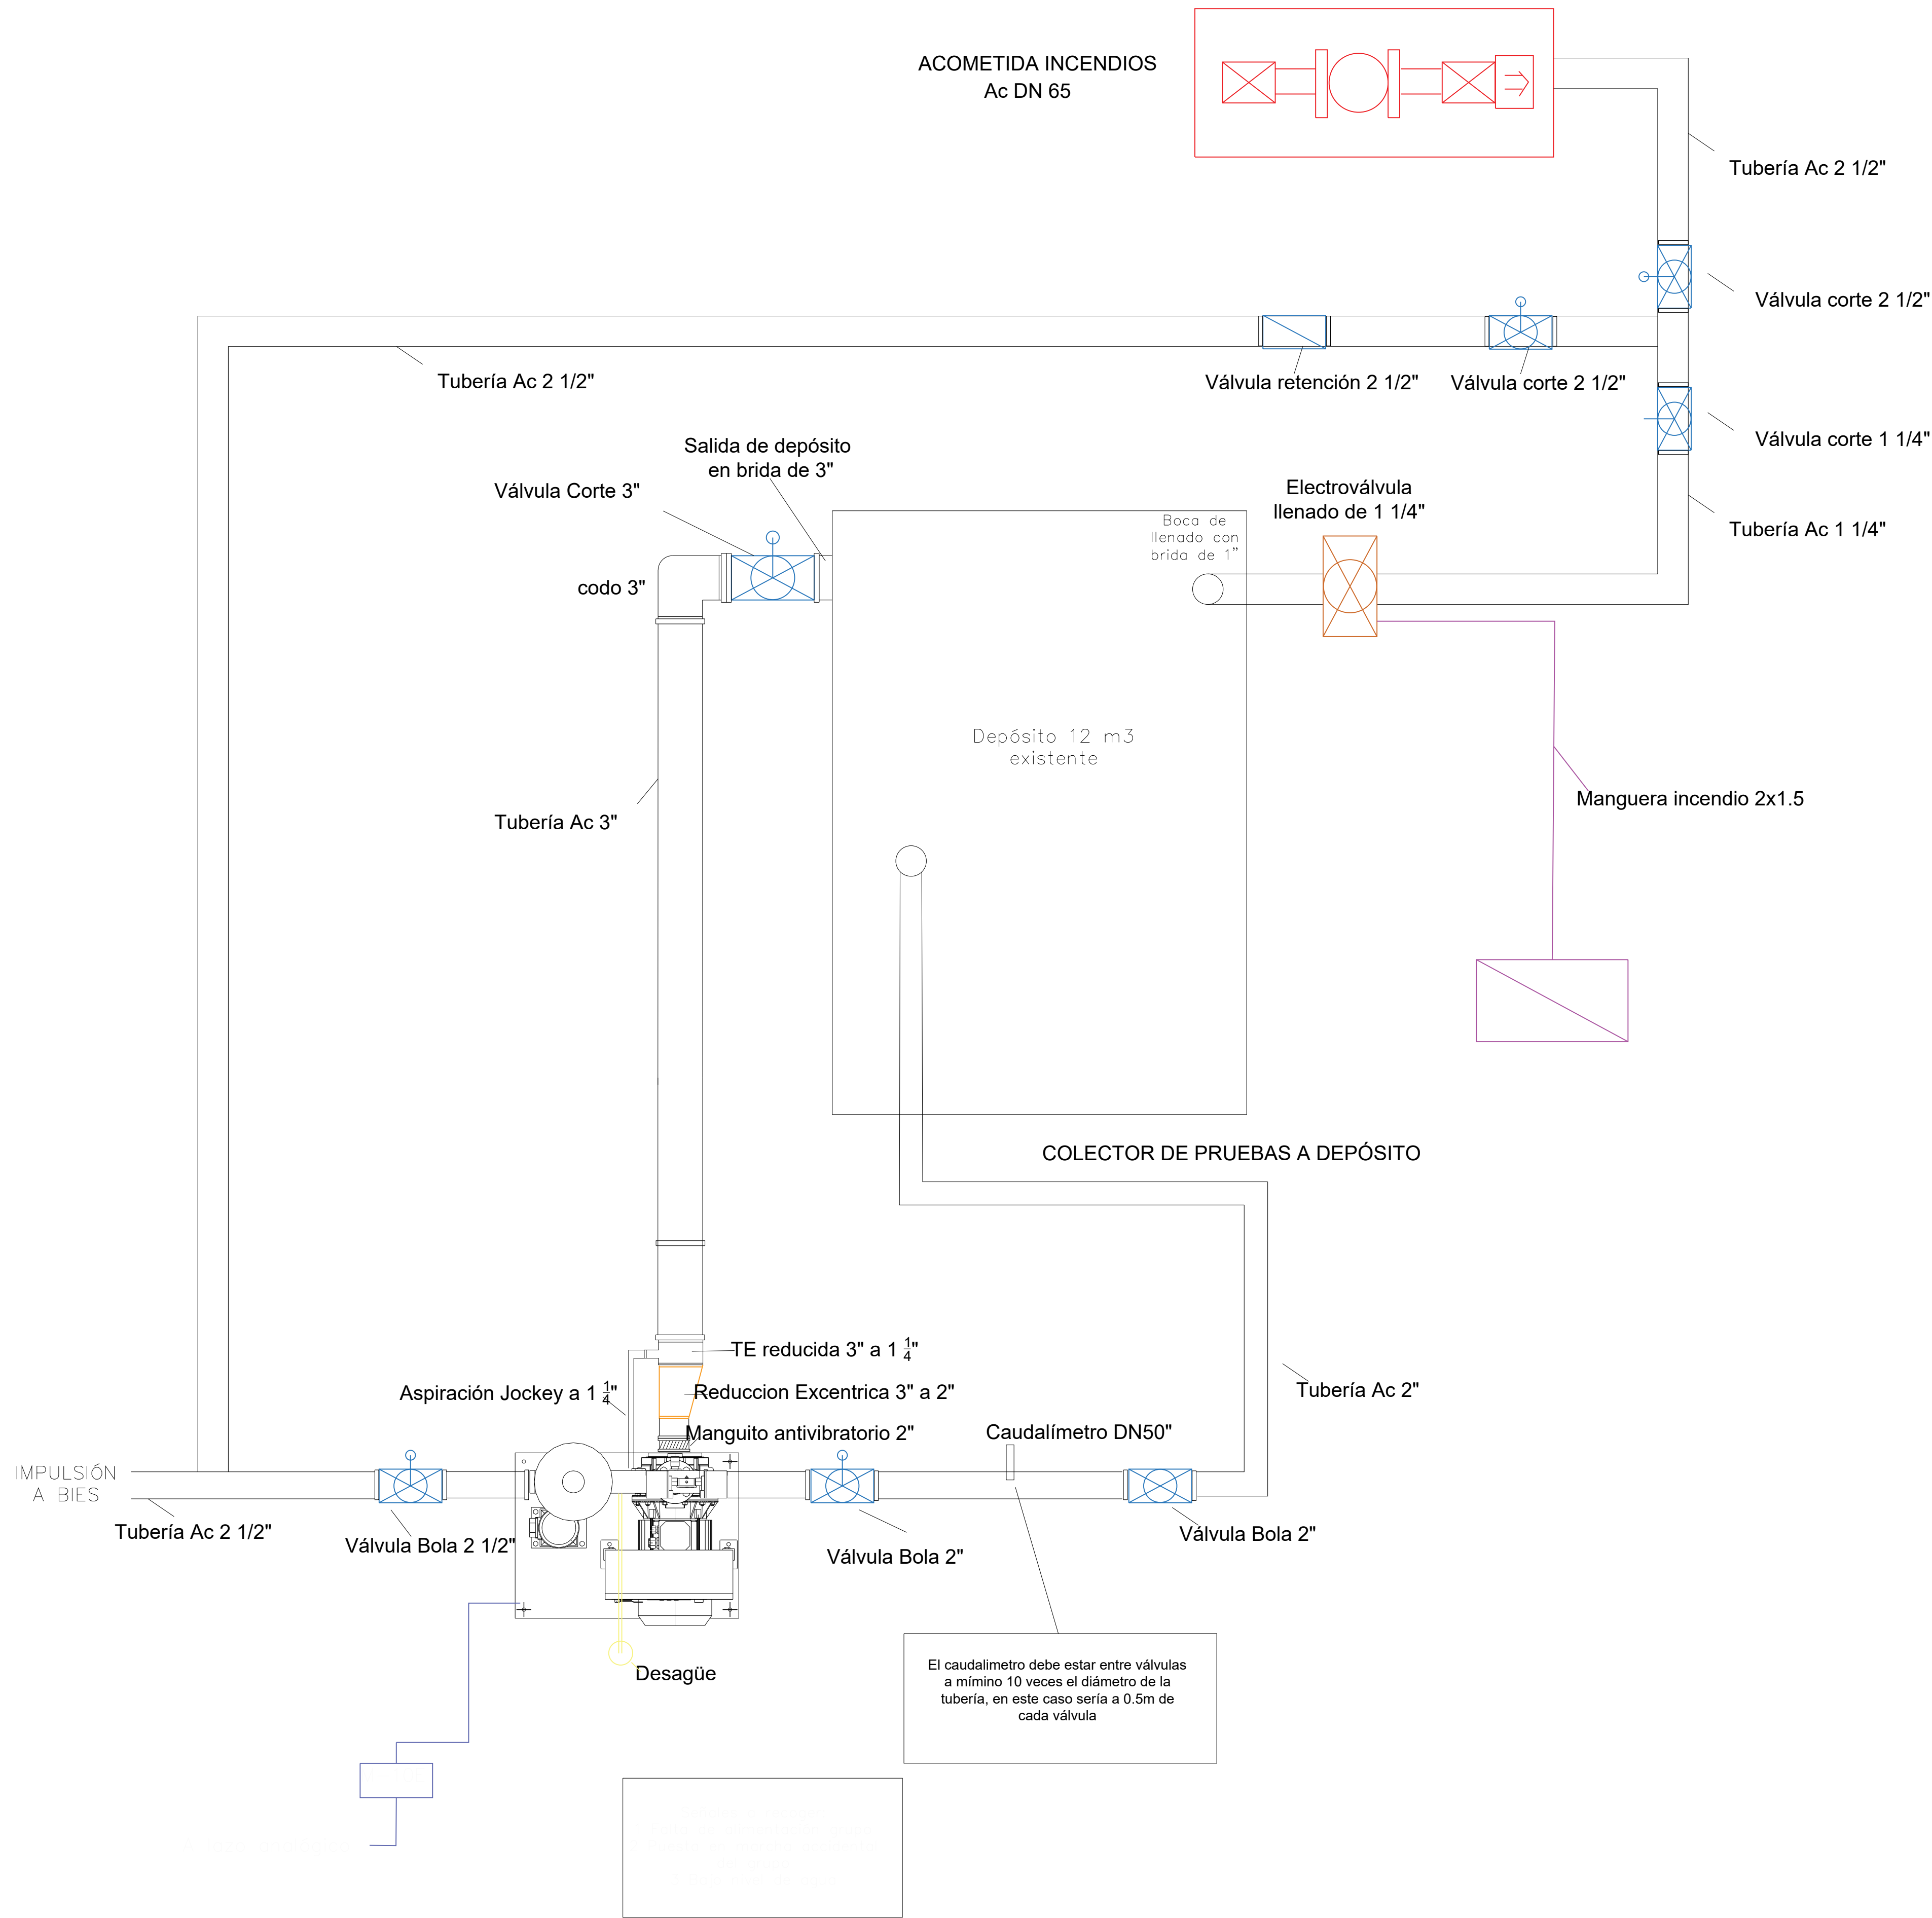 ACOMETIDA INCENDIOS
Ac DN 65
Tubería Ac 2 1/2"
Válvula corte 2 1/2"
Tubería Ac 2 1/2"
Válvula retención 2 1/2"
Válvula corte 2 1/2"
Válvula corte 1 1/4"
Salida de depósito
en brida de 3"
Válvula Corte 3"
Electroválvula
llenado de 1 1/4"
Boca de
llenado con
brida de 1"
Tubería Ac 1 1/4"
codo 3"
Depósito 12 m3
existente
Manguera incendio 2x1.5
Tubería Ac 3"
COLECTOR DE PRUEBAS A DEPÓSITO
TE reducida 3" a 1 1/4"
Aspiración Jockey a 1 1/4"
Reduccion Excentrica 3" a 2"
Tubería Ac 2"
Manguito antivibratorio 2"
Caudalímetro DN50"
IMPULSIÓN
A BIES
Tubería Ac 2 1/2"
Válvula Bola 2 1/2"
Válvula Bola 2"
Válvula Bola 2"
Desagüe
El caudalimetro debe estar entre válvulas
a mímino 10 veces el diámetro de la
tubería, en este caso sería a 0.5m de
cada válvula